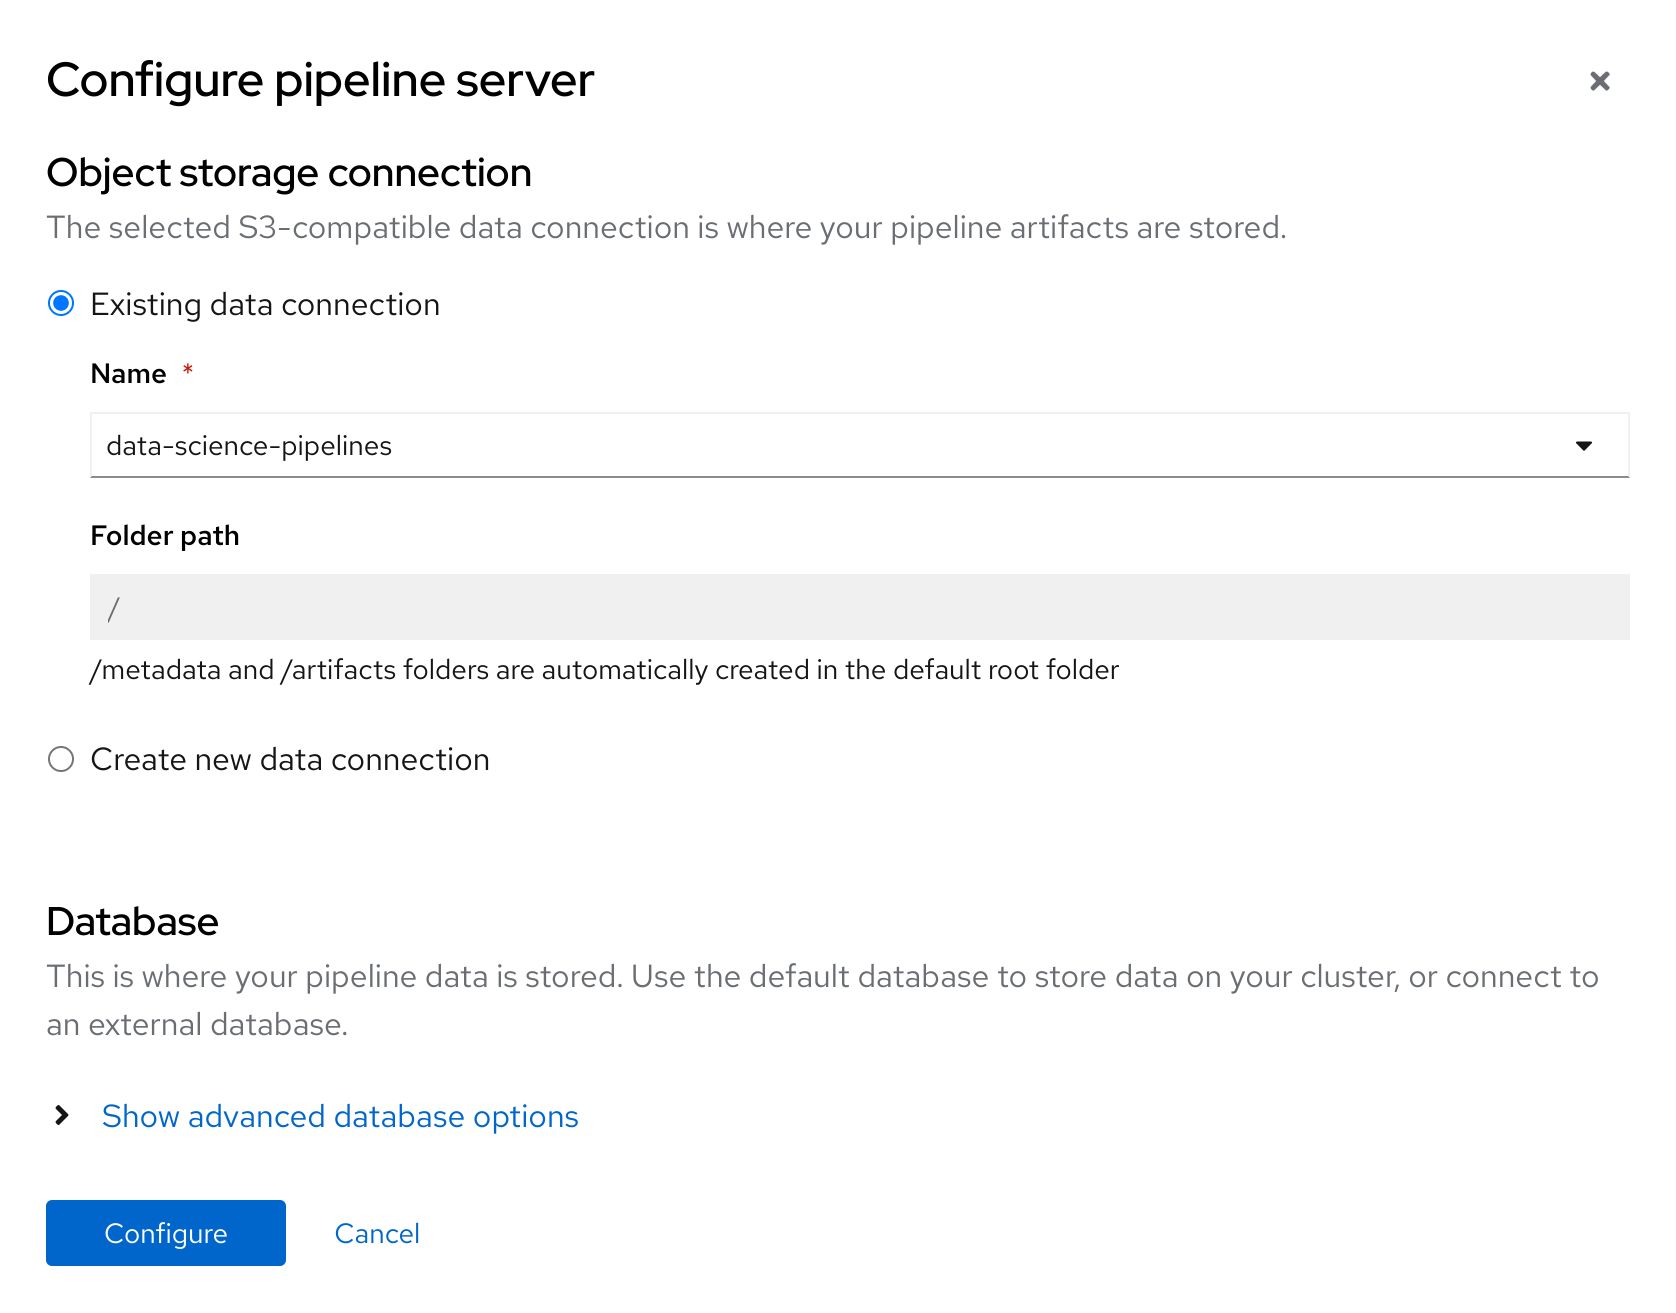 Configure pipeline server
Object storage connection
The selected S3-compatible data connection is where your pipeline artifacts are stored.
Existing data connection
Name *
data-science-pipelines
Folder path
/
/metadata and /artifacts folders are automatically created in the default root folder
Create new data connection
Database
This is where your pipeline data is stored. Use the default database to store data on your cluster, or connect to
an external database.
Show advanced database options
Configure Cancel